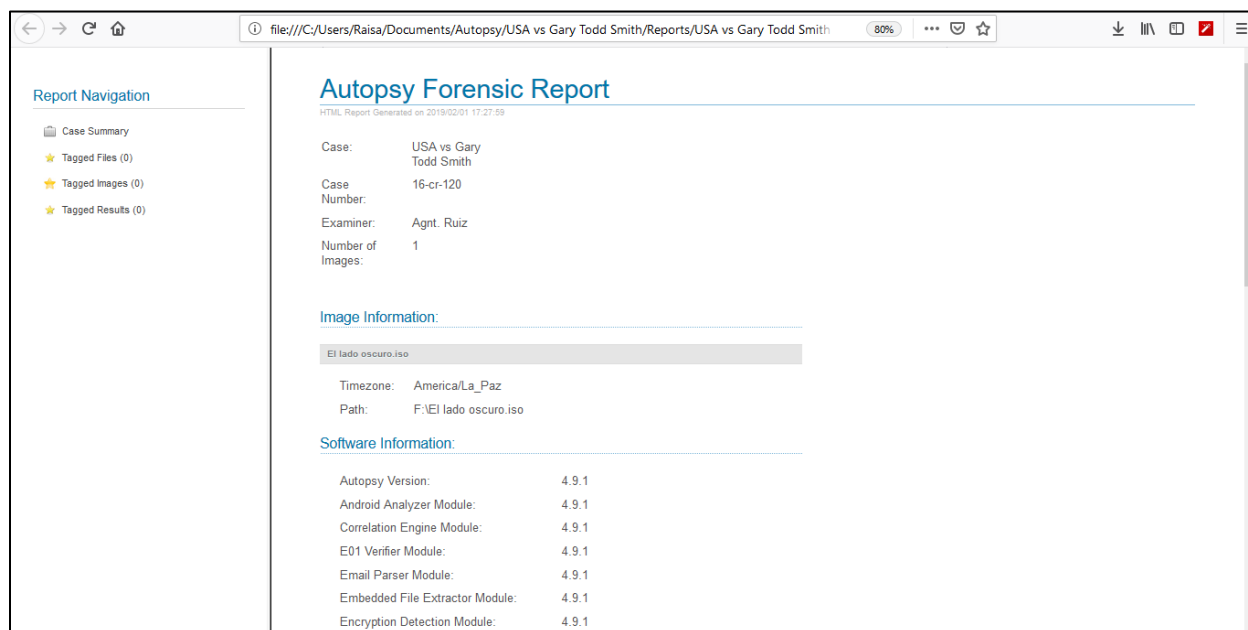 file:///C:/Users/Raisa/Documents/Autopsy/USA vs Gary Todd Smith/Reports/USA vs Gary Todd Smith
80%
Report Navigation
Case Summary
Tagged Files (0)
Tagged Images (0)
Tagged Results (0)
Autopsy Forensic Report
HTML Report Generated on 2019/02/01 17:27:59
Case: USA vs Gary
Todd Smith
Case 16-cr-120
Number:
Examiner: Agnt. Ruiz
Number of 1
Images:
Image Information:
El lado oscuro.iso
Timezone: America/La_Paz
Path: F:\El lado oscuro.iso
Software Information:
Autopsy Version: 4.9.1
Android Analyzer Module: 4.9.1
Correlation Engine Module: 4.9.1
E01 Verifier Module: 4.9.1
Email Parser Module: 4.9.1
Embedded File Extractor Module: 4.9.1
Encryption Detection Module: 4.9.1